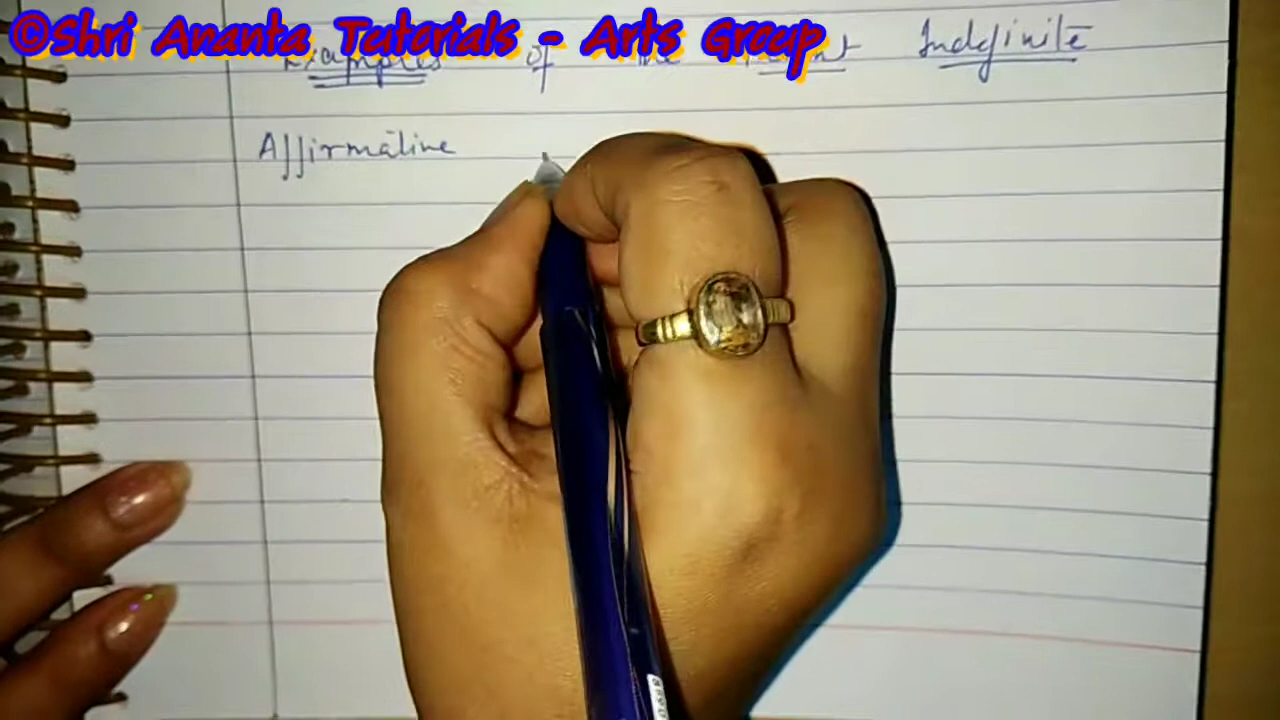 ©Shri Ananta Tutorials - Arts Group
Examples of the Indefinite
Affirmative